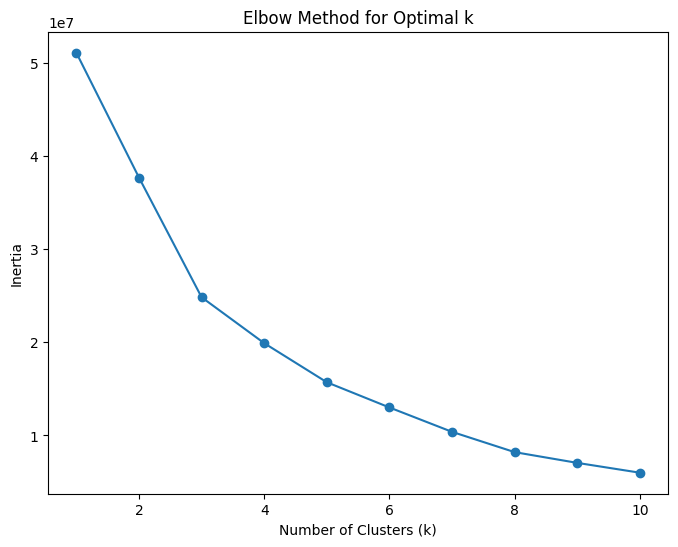 Elbow Method for Optimal k
1e7
5
4
3
2
1
Inertia
2 4 6 8 10
Number of Clusters (k)